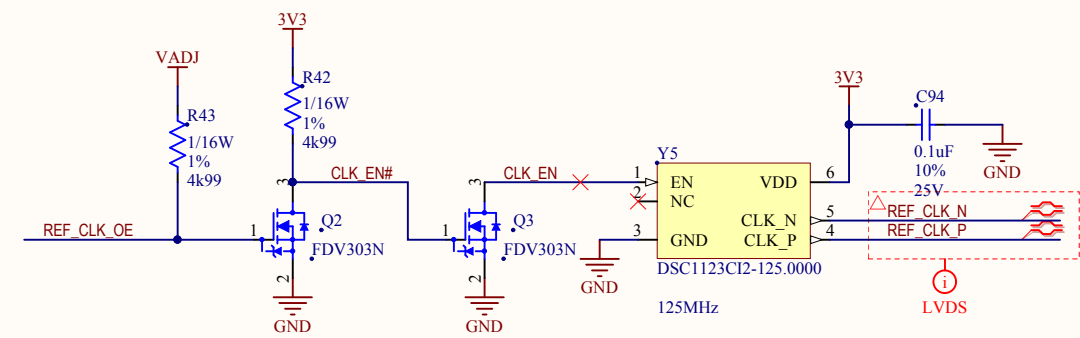 3V3
VADJ
R42
1/16W
1%
4k99
R43
1/16W
1%
4k99
3V3
C94
0.1uF
10%
25V
GND
CLK_EN#
CLK_EN
3
3
REF_CLK_OE
1
Q2
FDV303N
2
GND
1
Q3
FDV303N
2
GND
Y5
1
EN
2
NC
3
GND
VDD
6
CLK_N
5
CLK_P
4
DSC1123CI2-125.0000
125MHz
GND
REF_CLK_N
REF_CLK_P
i
LVDS